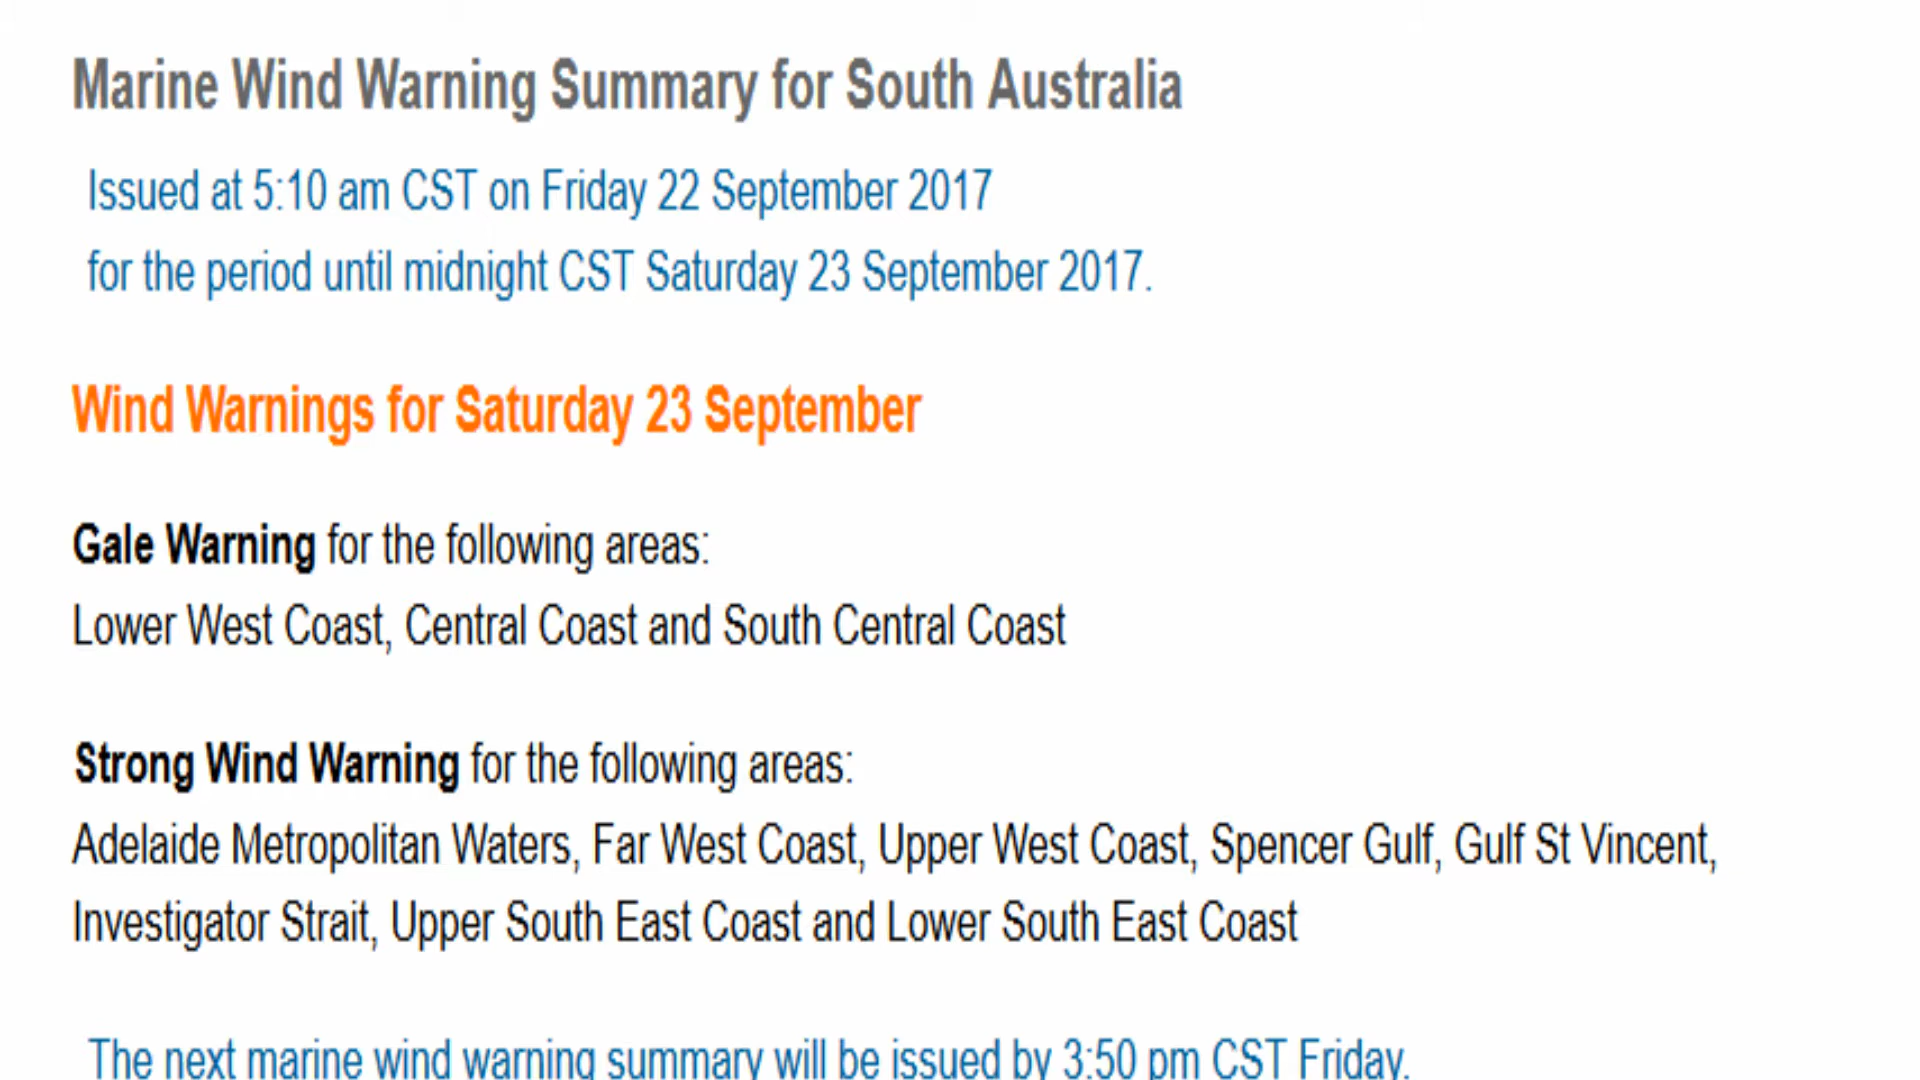 Marine Wind Warning Summary for South Australia
Issued at 5:10 am CST on Friday 22 September 2017
for the period until midnight CST Saturday 23 September 2017.
Wind Warnings for Saturday 23 September
Gale Warning for the following areas:
Lower West Coast, Central Coast and South Central Coast
Strong Wind Warning for the following areas:
Adelaide Metropolitan Waters, Far West Coast, Upper West Coast, Spencer Gulf, Gulf St Vincent,
Investigator Strait, Upper South East Coast and Lower South East Coast
The next marine wind warning summary will be issued by 3:50 pm CST Friday.